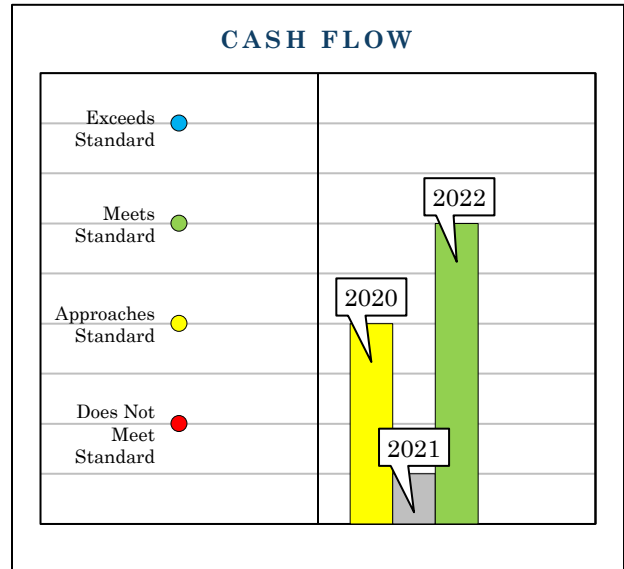 CASH FLOW
Exceeds
Standard
Meets
Standard
Approaches
Standard
Does Not
Meet
Standard
2020
2021
2022